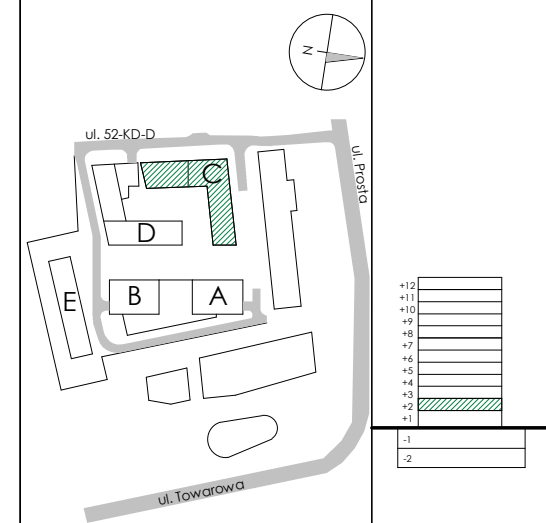 N
ul. 52-KD-D
ul. Prosta
C
D
E
B
A
ul. Towarowa
+12
+11
+10
+9
+8
+7
+6
+5
+4
+3
+2
+1
-1
-2